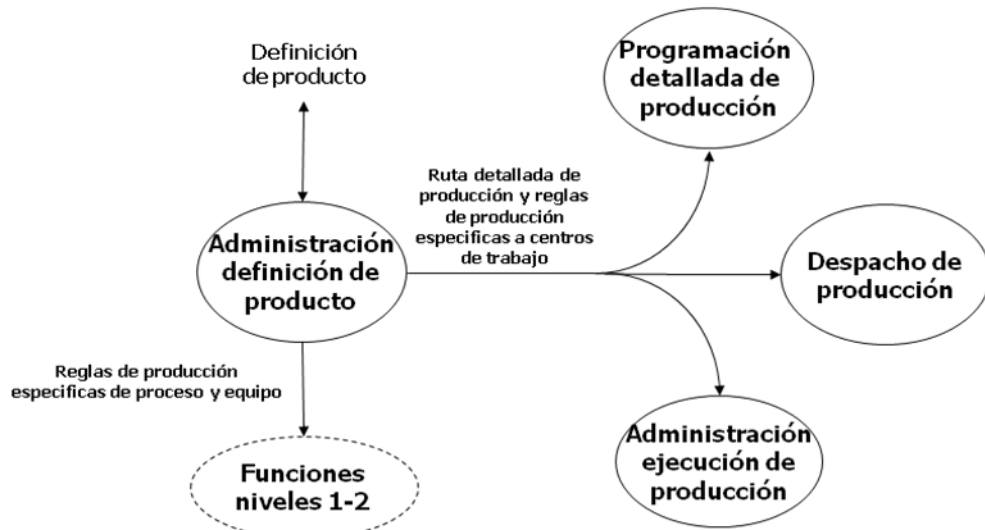 Definición
de producto
Programación
detallada de
producción
Ruta detallada de
producción y reglas
de producción
especificas a centros
de trabajo
Administración
definición de
producto
Despacho de
producción
Reglas de producción
especificas de proceso y equipo
Administración
ejecución de
producción
Funciones
niveles 1-2